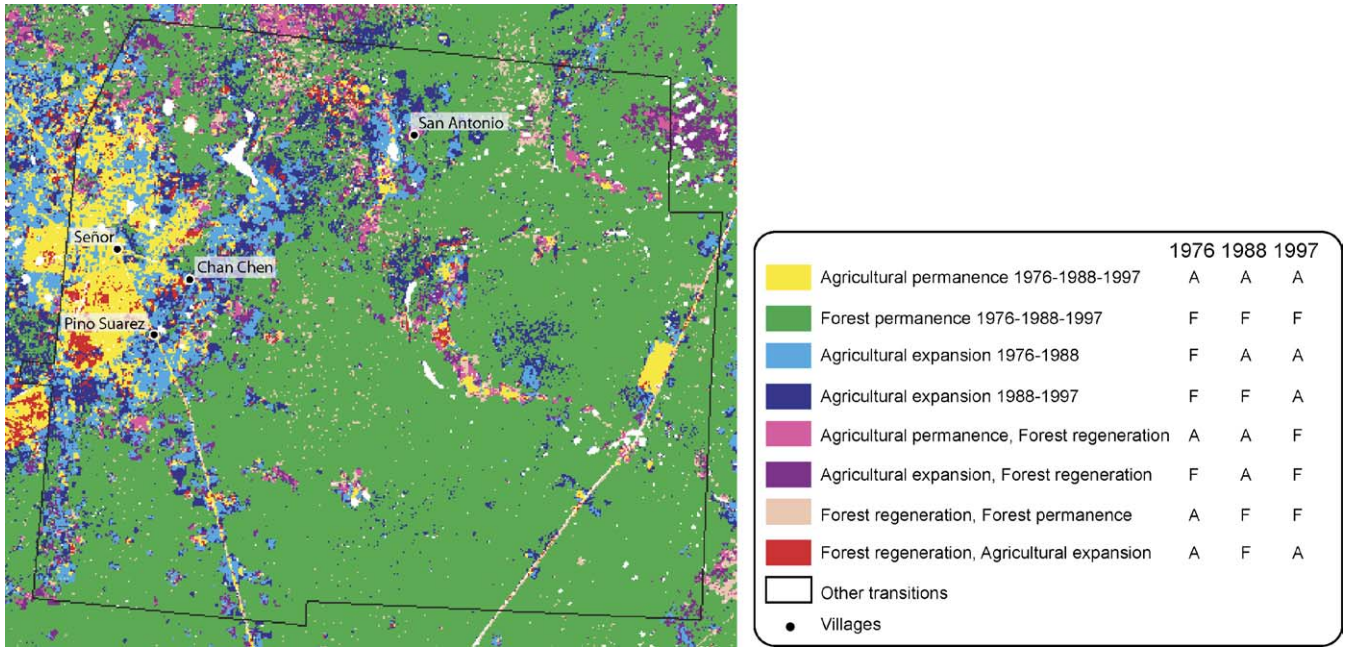 San Antonio
Señor
Chan Chen
Pino Suarez
1976 1988 1997
Agricultural permanence 1976-1988-1997 A A A
Forest permanence 1976-1988-1997 F F F
Agricultural expansion 1976-1988 F A A
Agricultural expansion 1988-1997 F F A
Agricultural permanence, Forest regeneration A A F
Agricultural expansion, Forest regeneration F A F
Forest regeneration, Forest permanence A F F
Forest regeneration, Agricultural expansion A F A
Other transitions
Villages